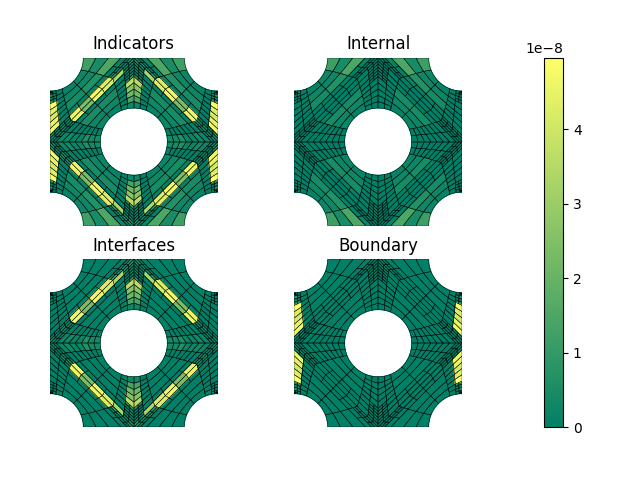 Indicators
Internal
1e−8
4
3
Interfaces
Boundary
2
1
0